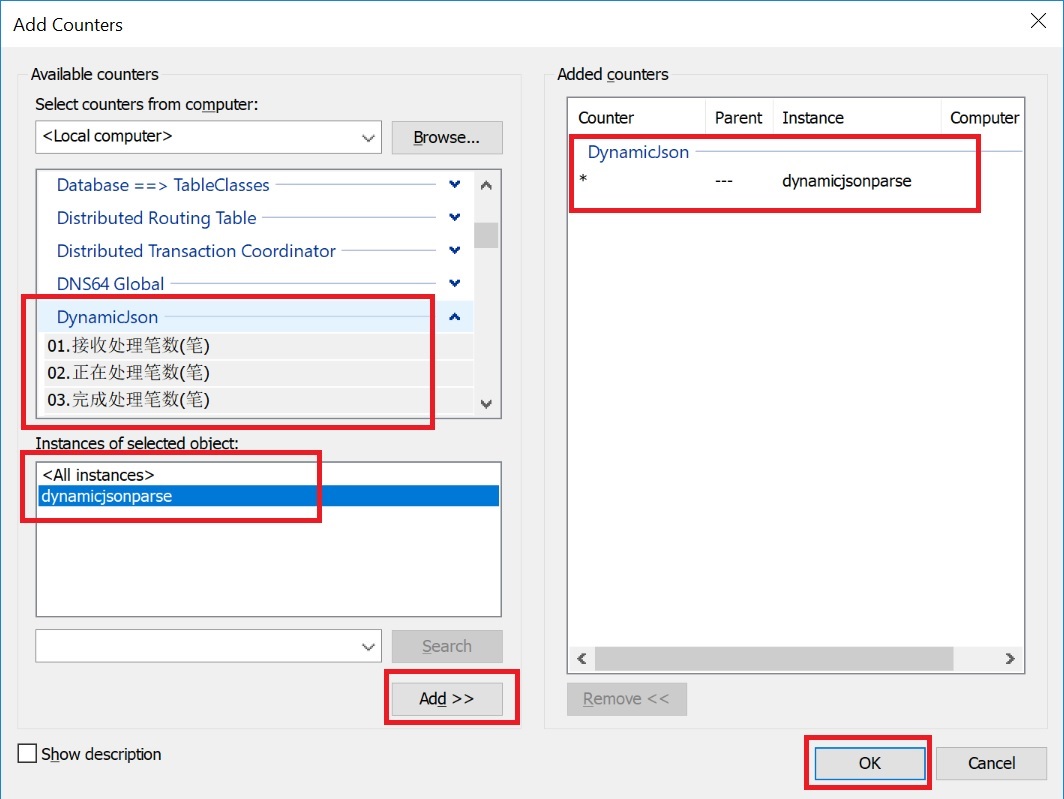 Add Counters
Available counters
Select counters from computer:
<Local computer>
Browse...
Database ==> TableClasses
Distributed Routing Table
Distributed Transaction Coordinator
DNS64 Global
DynamicJson
01.接收处理笔数(笔)
02.正在处理笔数(笔)
03.完成处理笔数(笔)
Instances of selected object:
<All instances>
dynamicjsonparse
Search
Add >>
Show description
Added counters
Counter Parent Instance Computer
DynamicJson
* --- dynamicjsonparse
Remove <<
OK Cancel